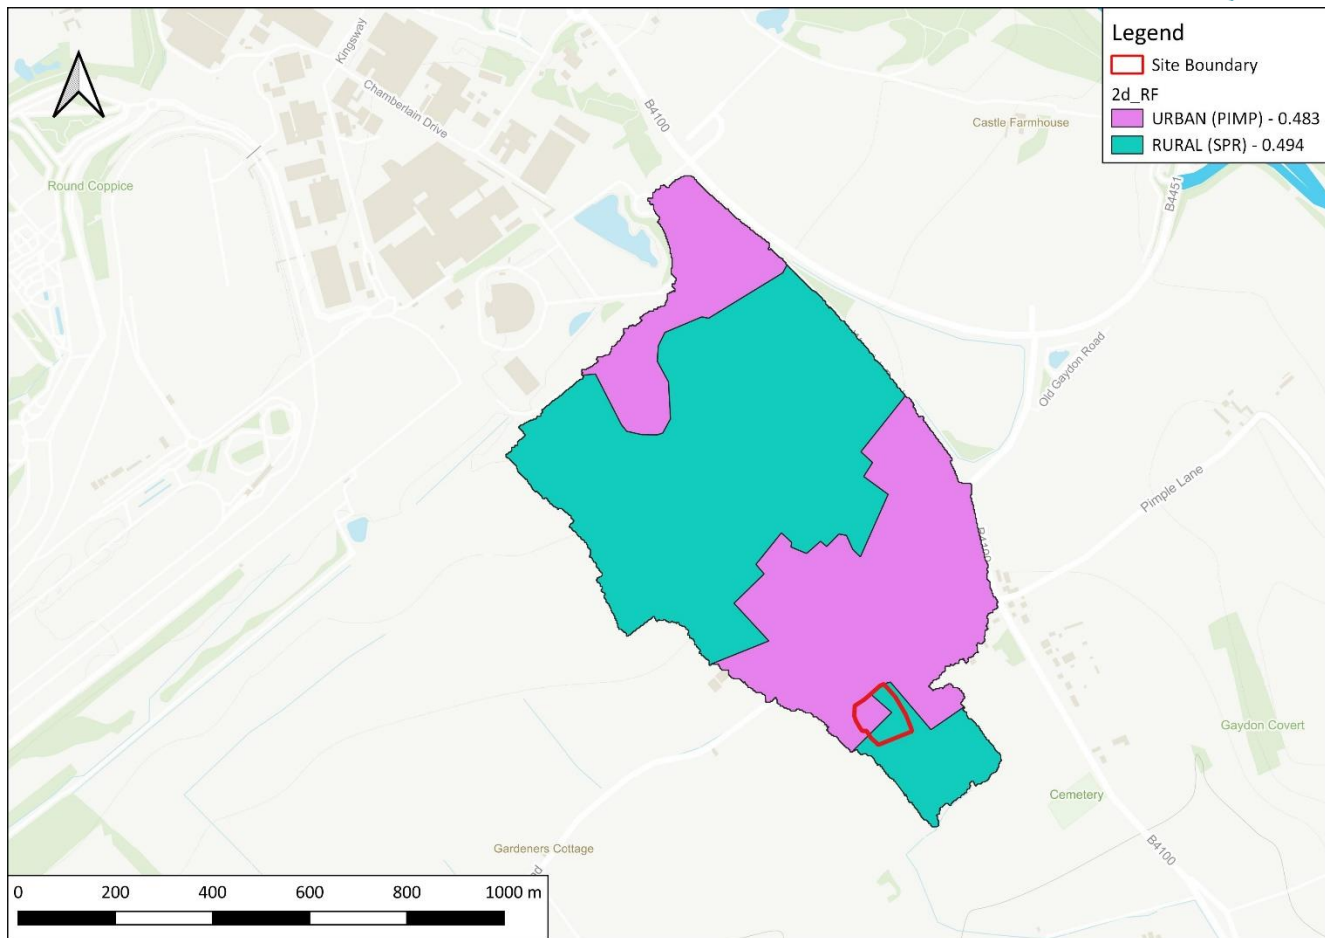 Legend
Site Boundary
2d_RF
URBAN (PIMP) - 0.483
RURAL (SPR) - 0.494
Kingsway
Chamberlain Drive
B4100
Castle Farmhouse
Round Coppice
B4451
Old Gaydon Road
Pimple Lane
B4100
Gaydon Covert
Cemetery
B4100
Gardeners Cottage
0 200 400 600 800 1000 m